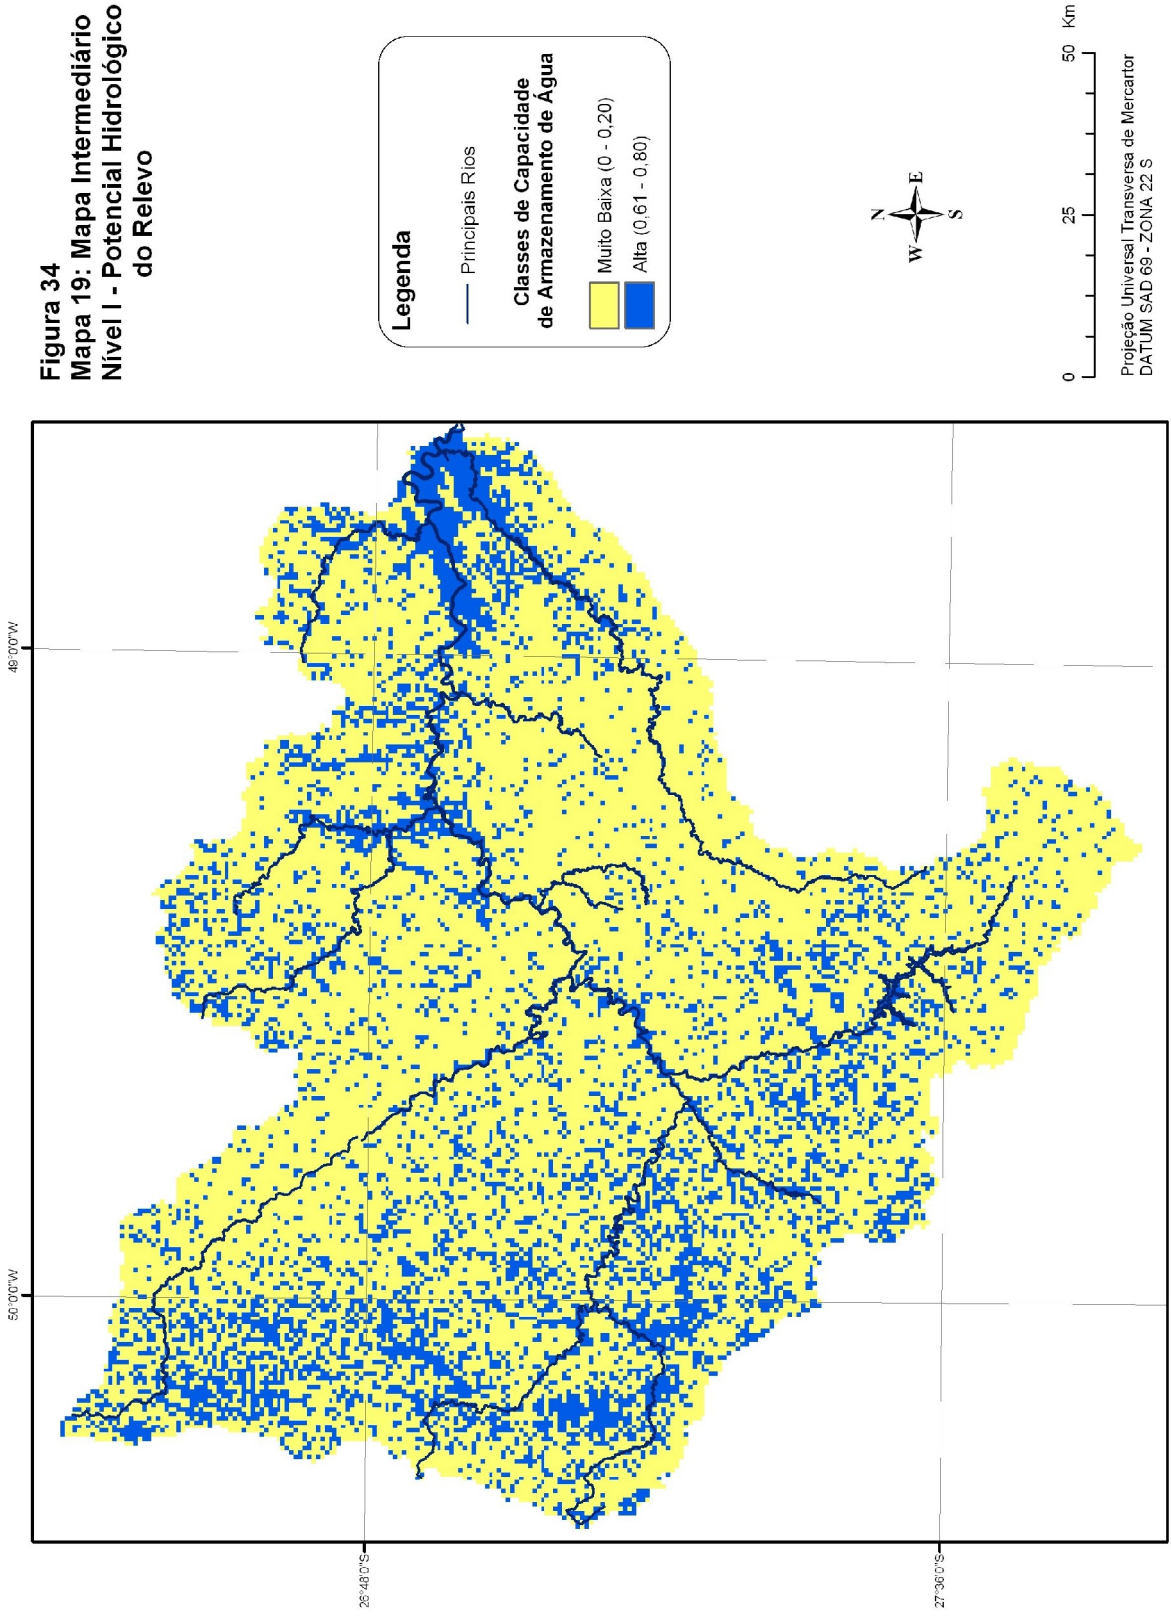 Figura 34
Mapa 19: Mapa Intermediário
Nível I - Potencial Hidrológico
do Relevo
Legenda
Principais Rios
Classes de Capacidade
de Armazenamento de Água
Muito Baixa (0 - 0,20)
Alta (0,61 - 0,80)
N
W E
S
0 25 50 Km
Projeção Universal Transversa de Mercartor
DATUM SAD 69 - ZONA 22 S
50°0'0"W
49°0'0"W
26°48'0"S
27°36'0"S